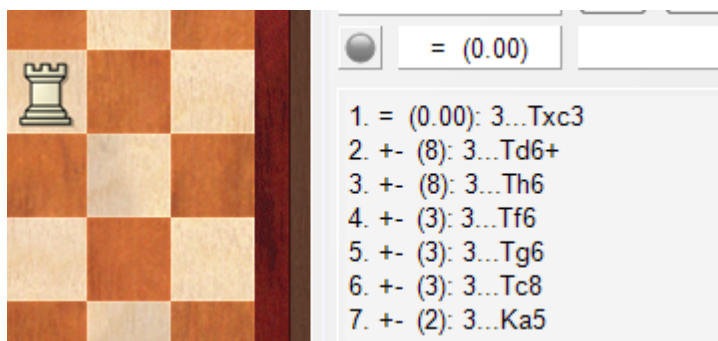 = (0.00)
1. = (0.00): 3...Txc3
2. +- (8): 3...Td6+
3. +- (8): 3...Th6
4. +- (3): 3...Tf6
5. +- (3): 3...Tg6
6. +- (3): 3...Tc8
7. +- (2): 3...Ka5